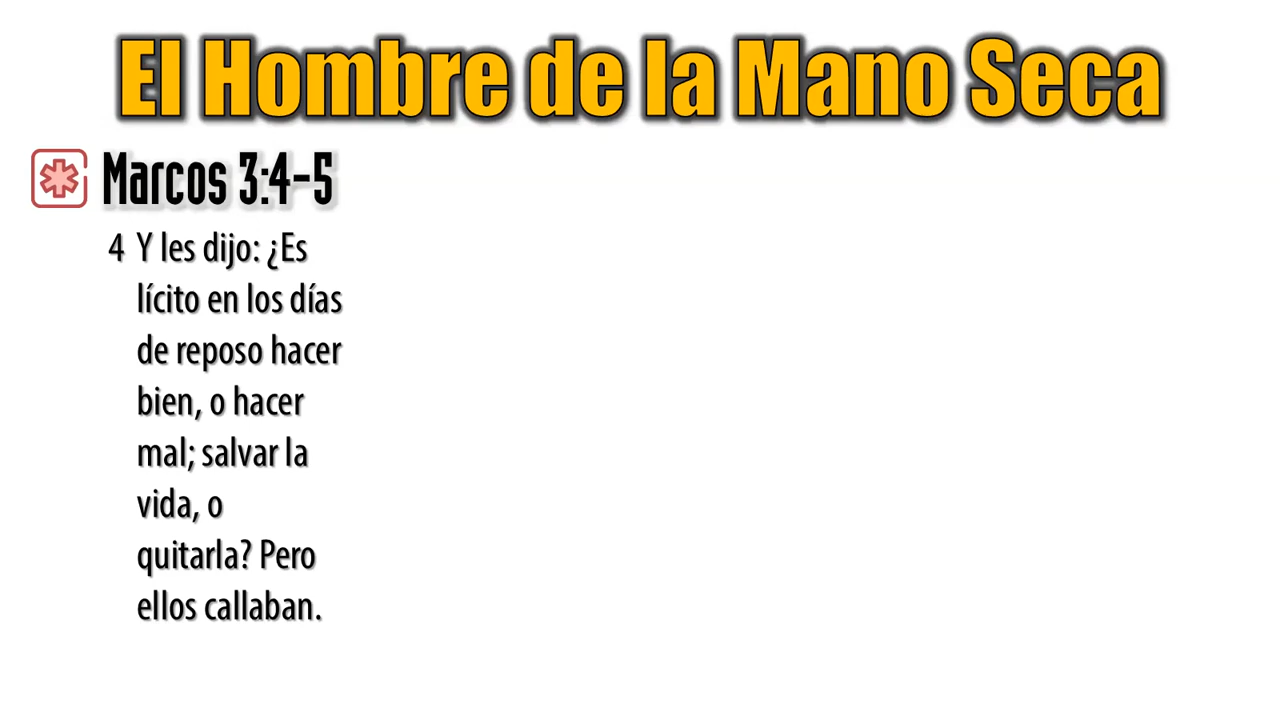 El Hombre de la Mano Seca
Marcos 3:4-5
4 Y les dijo: ¿Es
lícito en los días
de reposo hacer
bien, o hacer
mal; salvar la
vida, o
quitarla? Pero
ellos callaban.